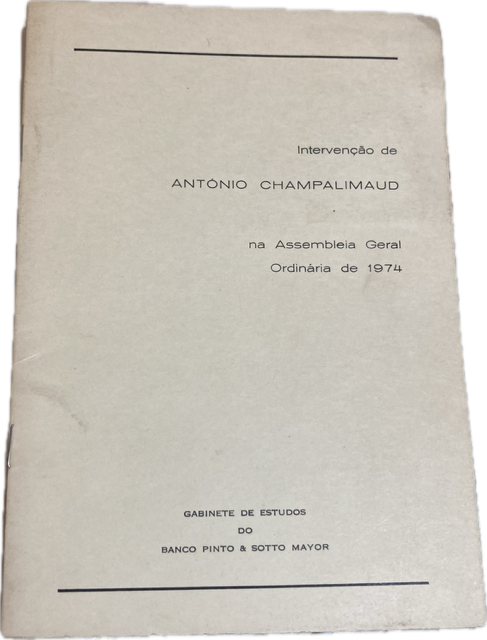 Intervenção de
ANTÓNIO CHAMPALIMAUD
na Assembleia Geral
Ordinária de 1974
GABINETE DE ESTUDOS
DO
BANCO PINTO & SOTTO MAYOR